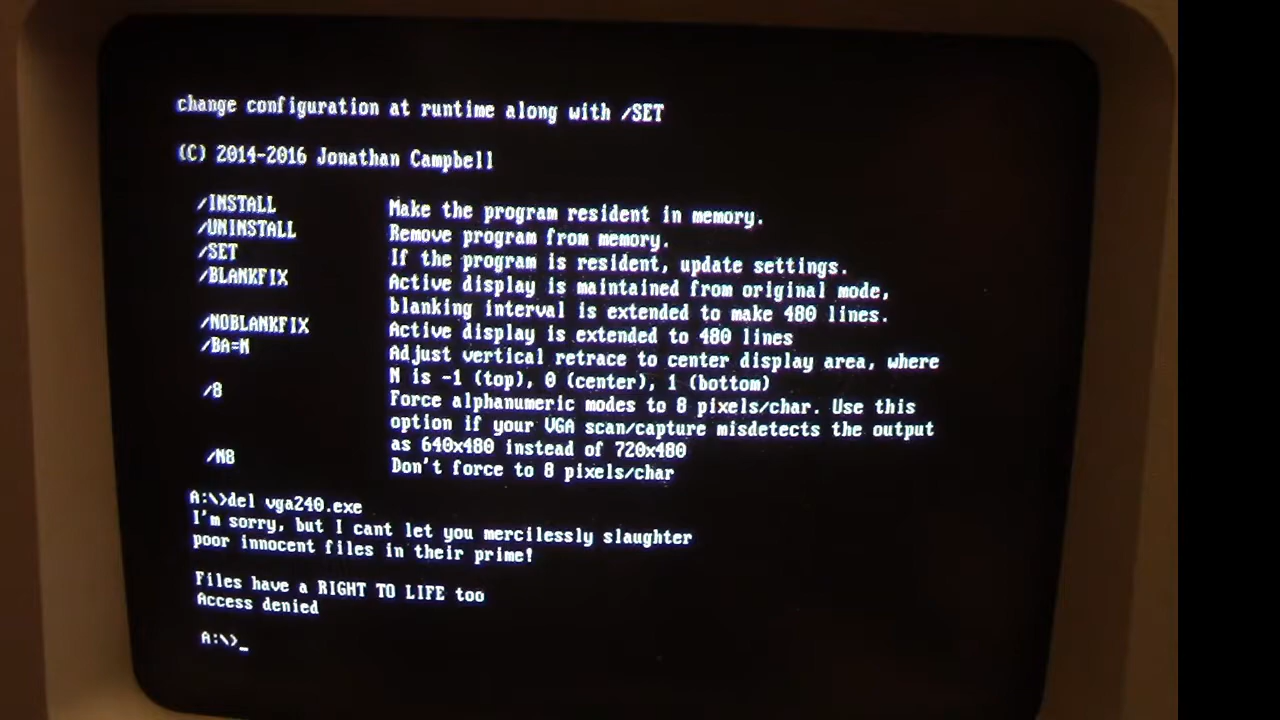 change configuration at runtime along with /SET
(C) 2014-2016 Jonathan Campbell
/INSTALL Make the program resident in memory.
/UNINSTALL Remove program from memory.
/SET If the program is resident, update settings.
/BLANKFIX Active display is maintained from original mode,
blanking interval is extended to make 480 lines.
/NOBLANKFIX Active display is extended to 480 lines
/BA=N Adjust vertical retrace to center display area, where
N is -1 (top), 0 (center), 1 (bottom)
/8 Force alphanumeric modes to 8 pixels/char. Use this
option if your VGA scan/capture misdetects the output
as 640x480 instead of 720x480
/N8 Don't force to 8 pixels/char
A:\>del vga240.exe
I'm sorry, but I cant let you mercilessly slaughter
poor innocent files in their prime!
Files have a RIGHT TO LIFE too
Access denied
A:\>_